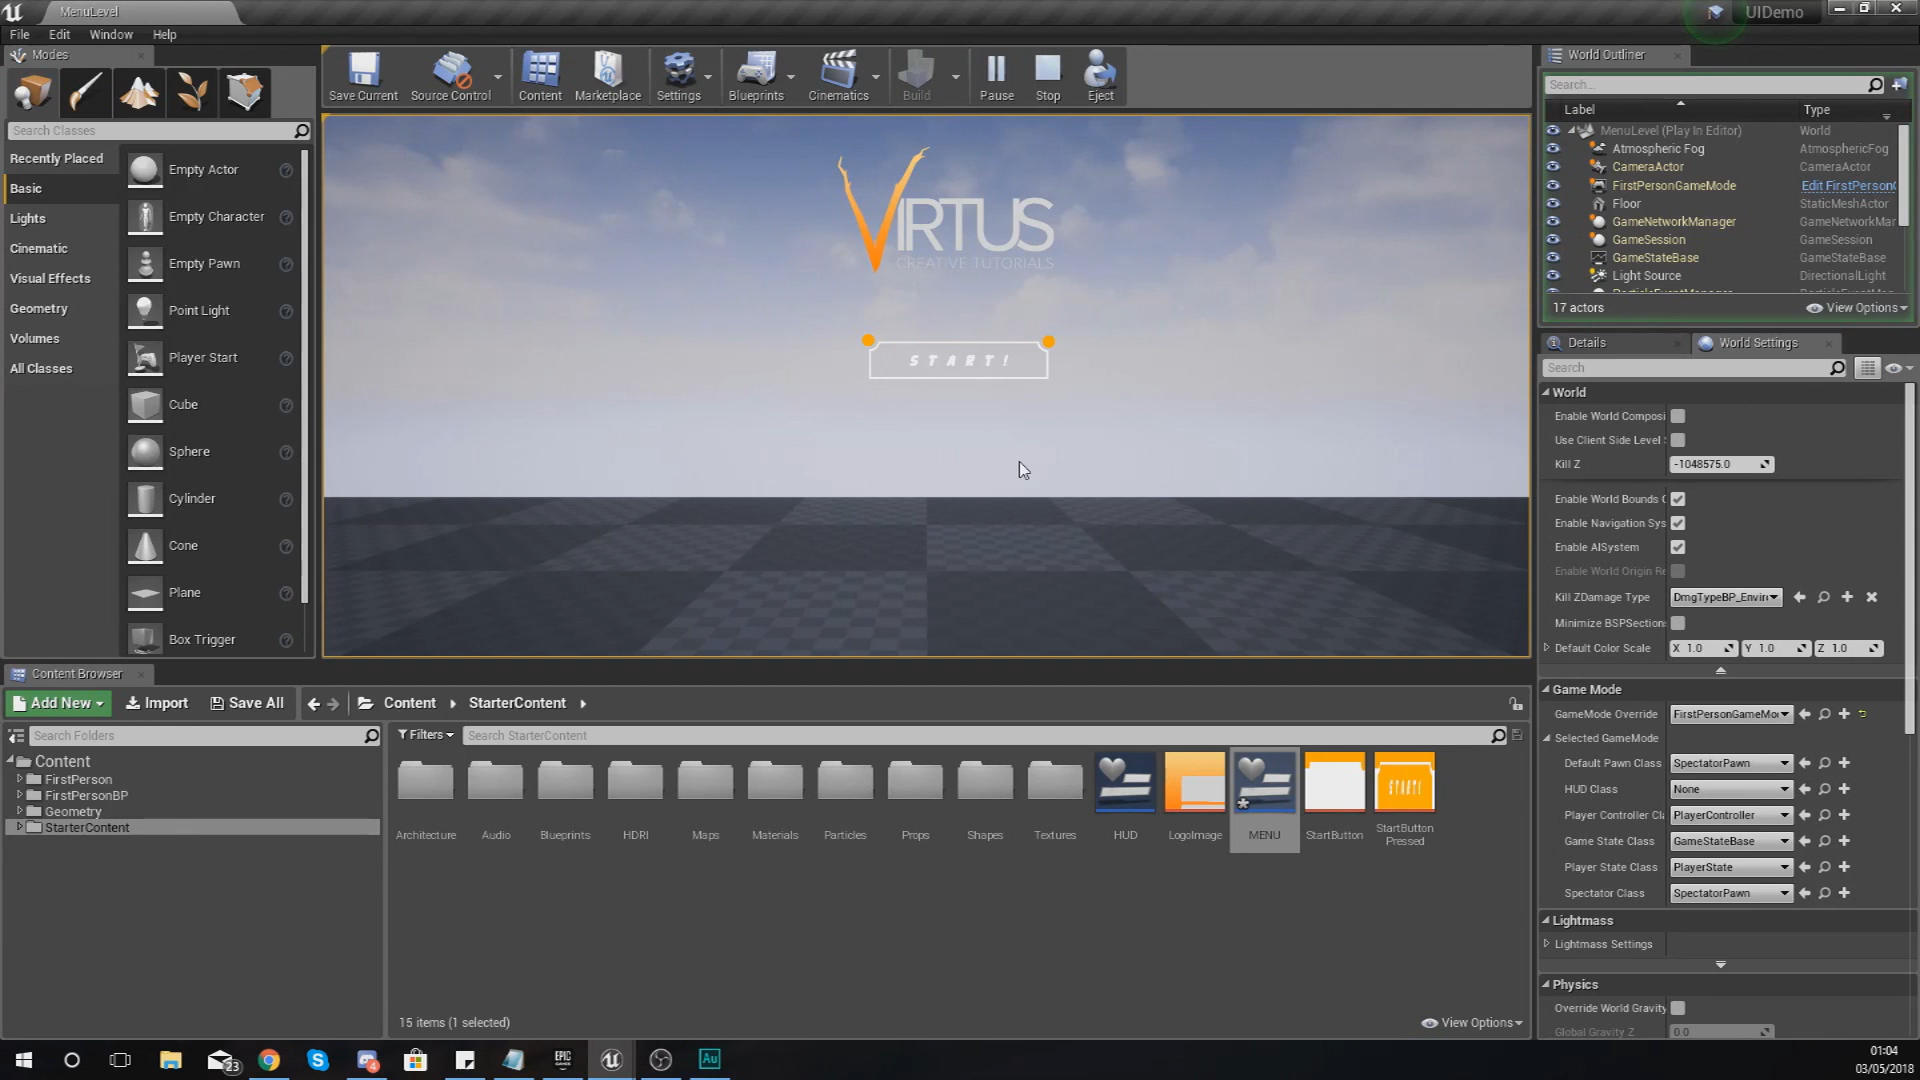 MenuLevel
UIDemo
File Edit Window Help
Modes
Search Classes
Recently Placed
Basic
Lights
Cinematic
Visual Effects
Geometry
Volumes
All Classes
Empty Actor
Empty Character
Empty Pawn
Point Light
Player Start
Cube
Sphere
Cylinder
Cone
Plane
Box Trigger
Save Current
Source Control
Content
Marketplace
Settings
Blueprints
Cinematics
Build
Pause
Stop
Eject
VIRTUS
CREATIVE TUTORIALS
START!
World Outliner
Search...
Label Type
MenuLevel (Play In Editor) World
Atmospheric Fog AtmosphericFog
CameraActor CameraActor
FirstPersonGameMode Edit FirstPerson
Floor StaticMeshActor
GameNetworkManager GameNetworkMar
GameSession GameSession
GameStateBase GameStateBase
Light Source DirectionalLight
17 actors View Options
Details World Settings
Search
World
Enable World Composi
Use Client Side Level
Kill Z -1048575.0
Enable World Bounds
Enable Navigation Sys
Enable AISystem
Enable World Origin Re
Kill ZDamage Type DmgTypeBP_Envir
Minimize BSPSection
Default Color Scale X 1.0 Y 1.0 Z 1.0
Game Mode
GameMode Override FirstPersonGameMo
Selected GameMode
Default Pawn Class SpectatorPawn
HUD Class None
Player Controller Cl PlayerController
Game State Class GameStateBase
Player State Class PlayerState
Spectator Class SpectatorPawn
Lightmass
Lightmass Settings
Physics
Override World Gravity
Global Gravity Z 0.0
Content Browser
Add New Import Save All Content StarterContent
Search Folders
Content
FirstPerson
FirstPersonBP
Geometry
StarterContent
Filters Search StarterContent
Architecture
Audio
Blueprints
HDRI
Maps
Materials
Particles
Props
Shapes
Textures
HUD
LogoImage
MENU
StartButton
START!
StartButton
Pressed
15 items (1 selected) View Options
23
S
4
EPIC
GAMES
Au
01:04
03/05/2018